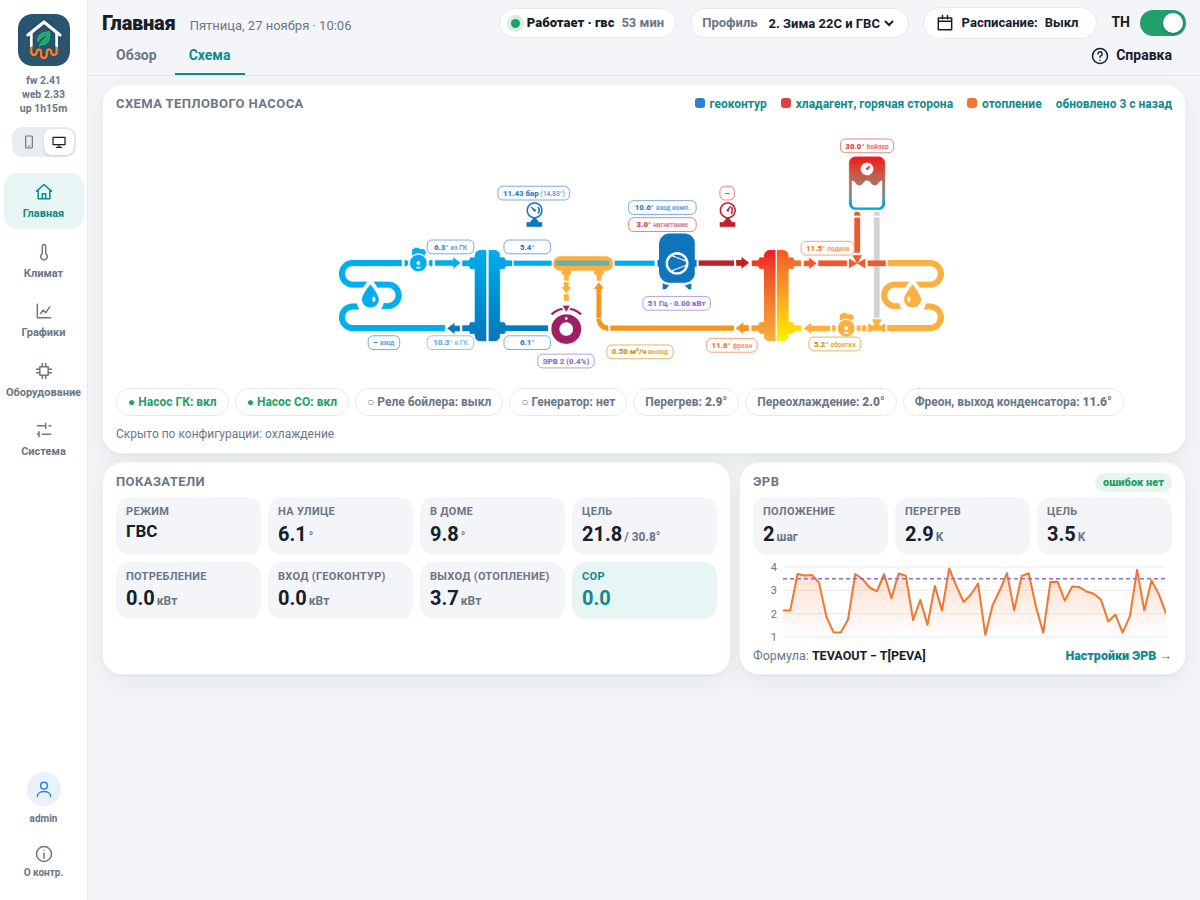 Главная
Пятница, 27 ноября · 10:06
Работает · гвс 53 мин
Профиль 2. Зима 22С и ГВС
Расписание: Выкл
ТН
Обзор
Схема
Справка
fw 2.41
web 2.33
up 1h15m
Главная
Климат
Графики
Оборудование
Система
admin
О контр.
СХЕМА ТЕПЛОВОГО НАСОСА
геоконтур
хладагент, горячая сторона
отопление
обновлено 3 с назад
30.0° бойлер
11.43 бар (14.83°)
–
10.6° вход комп.
3.0° нагнетание
6.3° из ГК
5.4°
11.5° подача
51 Гц · 0.00 кВт
– вход
10.3° в ГК
6.1°
ЭРВ 2 (0.4%)
0.50 м³/ч выход
11.6° фреон
5.2° обратка
● Насос ГК: вкл
● Насос СО: вкл
○ Реле бойлера: выкл
○ Генератор: нет
Перегрев: 2.9°
Переохлаждение: 2.0°
Фреон, выход конденсатора: 11.6°
Скрыто по конфигурации: охлаждение
ПОКАЗАТЕЛИ
РЕЖИМ
ГВС
НА УЛИЦЕ
6.1 °
В ДОМЕ
9.8 °
ЦЕЛЬ
21.8 / 30.8°
ПОТРЕБЛЕНИЕ
0.0 кВт
ВХОД (ГЕОКОНТУР)
0.0 кВт
ВЫХОД (ОТОПЛЕНИЕ)
3.7 кВт
COP
0.0
ЭРВ
ошибок нет
ПОЛОЖЕНИЕ
2 шаг
ПЕРЕГРЕВ
2.9 K
ЦЕЛЬ
3.5 K
4
3
2
1
Формула: TEVAOUT − T[PEVA]
Настройки ЭРВ →